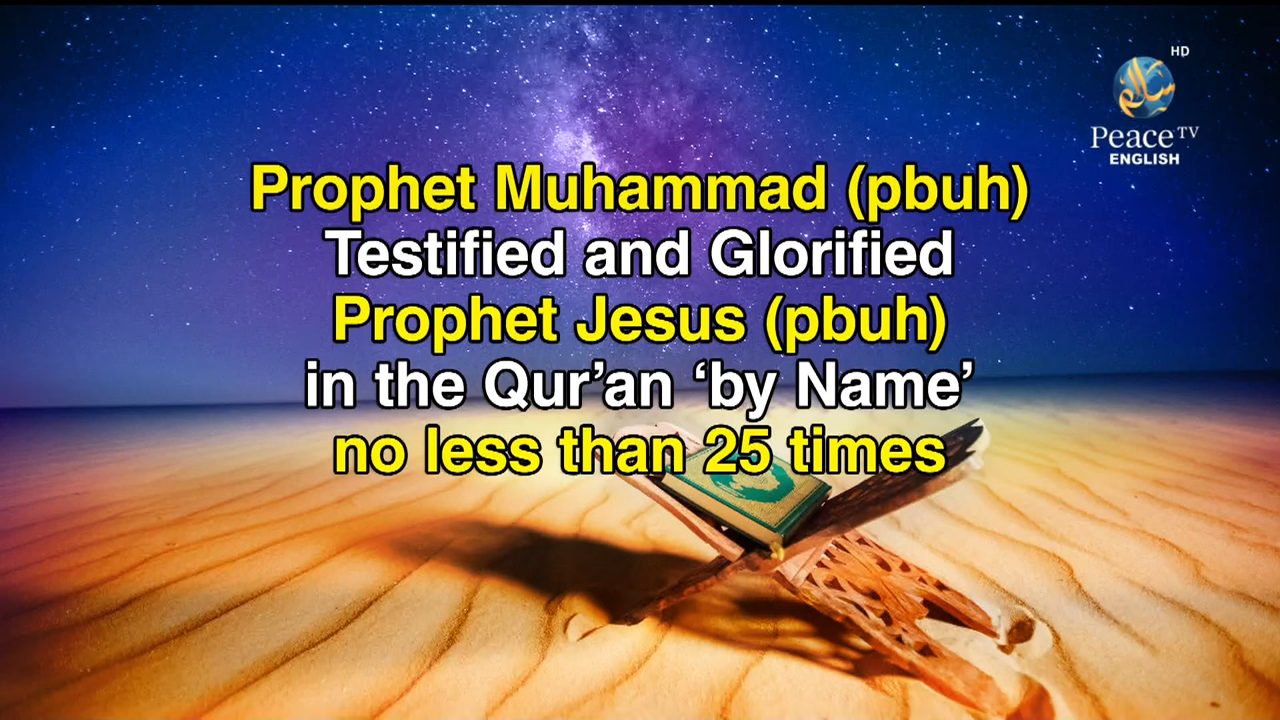 HD
سلام
Peace TV
ENGLISH
Prophet Muhammad (pbuh)
Testified and Glorified
Prophet Jesus (pbuh)
in the Qur’an ‘by Name’
no less than 25 times